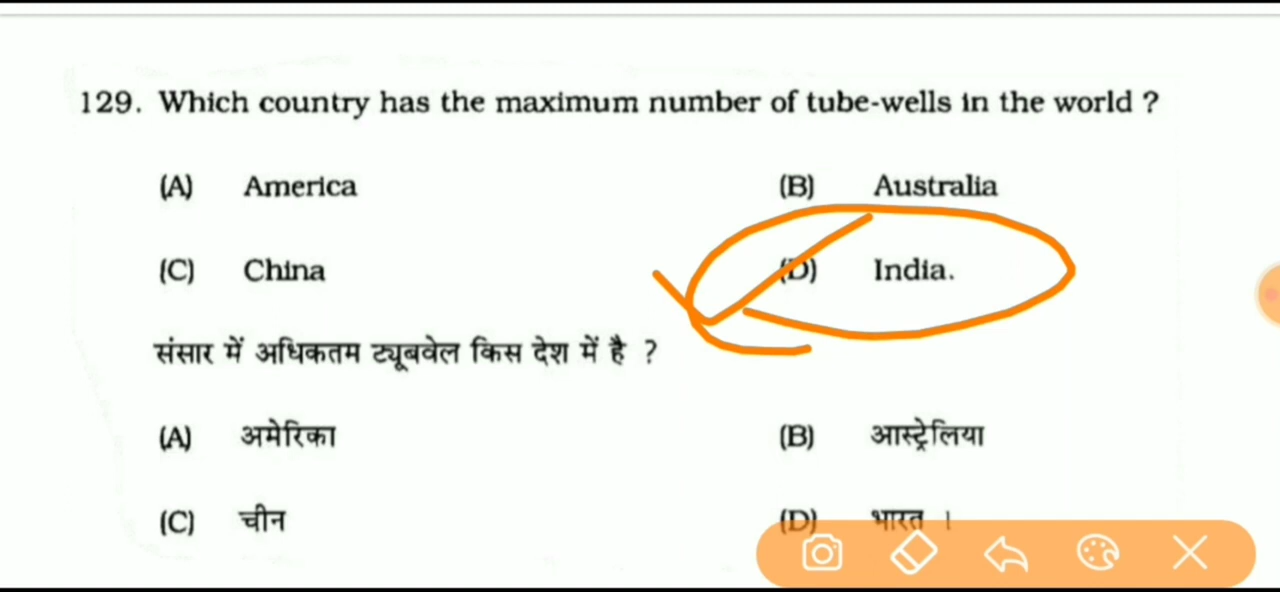 129. Which country has the maximum number of tube-wells in the world ?
(A) America (B) Australia
(C) China (D) India.
संसार में अधिकतम ट्यूबवेल किस देश में है ?
(A) अमेरिका (B) आस्ट्रेलिया
(C) चीन (D) भारत ।